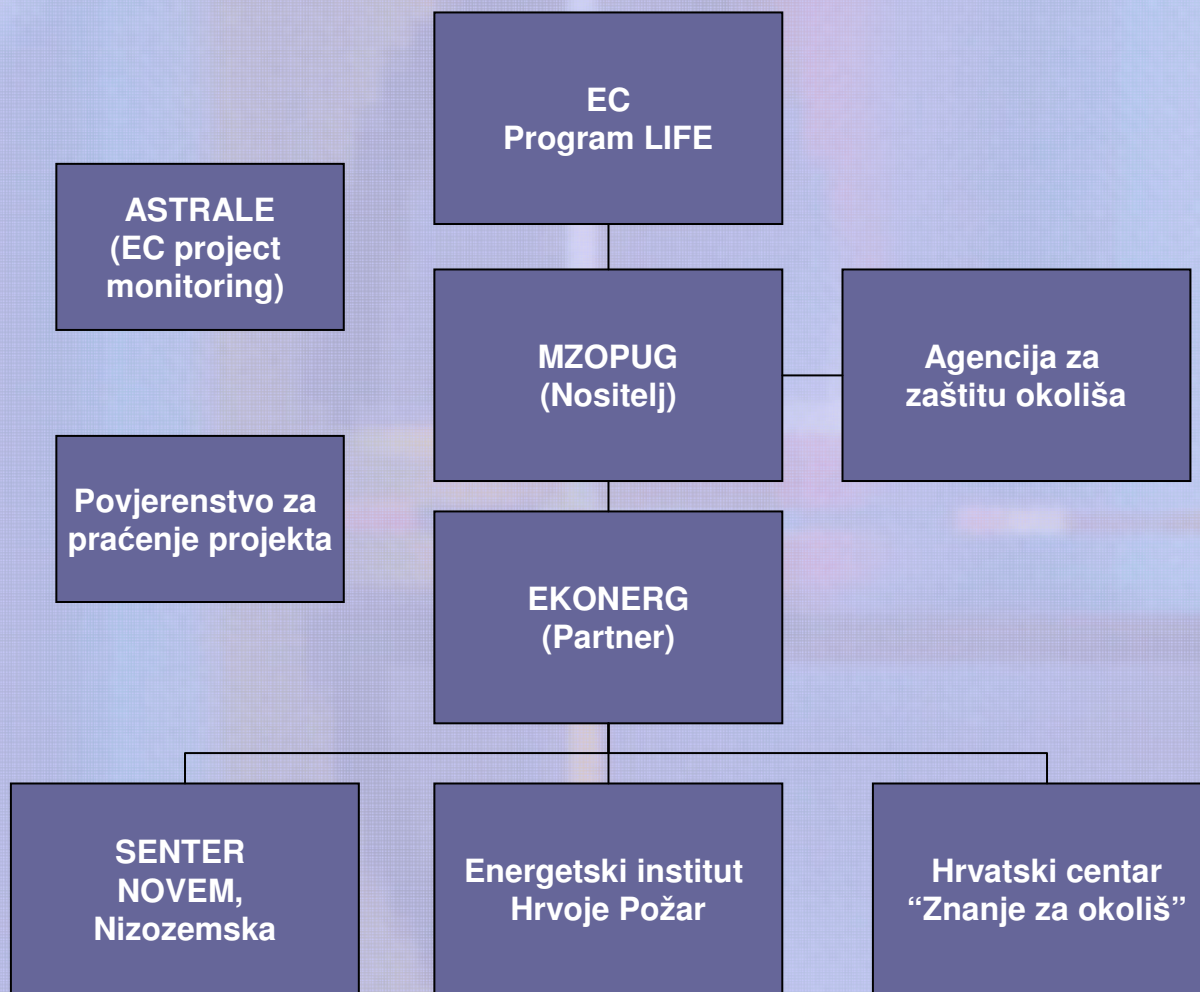 EC
Program LIFE
ASTRALE
(EC project
monitoring)
MZOPUG
(Nositelj)
Agencija za
zaštitu okoliša
Povjerenstvo za
praćenje projekta
EKONERG
(Partner)
SENTER
NOVEM,
Nizozemska
Energetski institut
Hrvoje Požar
Hrvatski centar
“Znanje za okoliš”